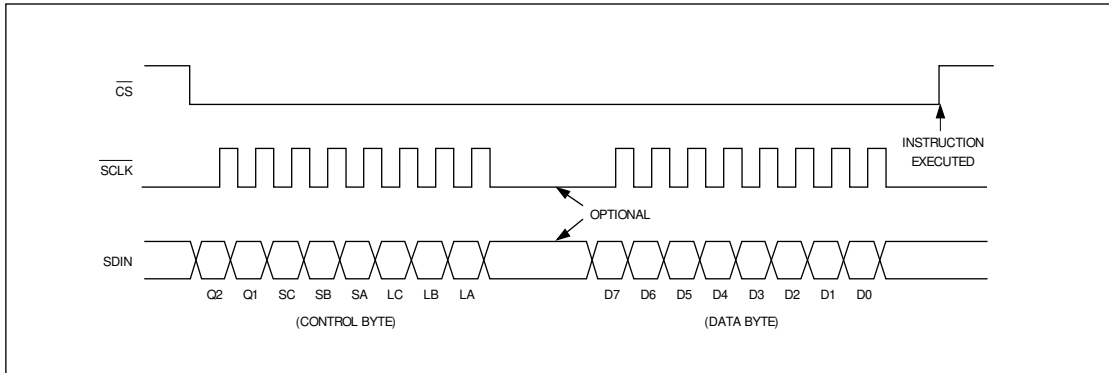 CS
INSTRUCTION
EXECUTED
SCLK
OPTIONAL
SDIN
Q2 Q1 SC SB SA LC LB LA D7 D6 D5 D4 D3 D2 D1 D0
(CONTROL BYTE) (DATA BYTE)